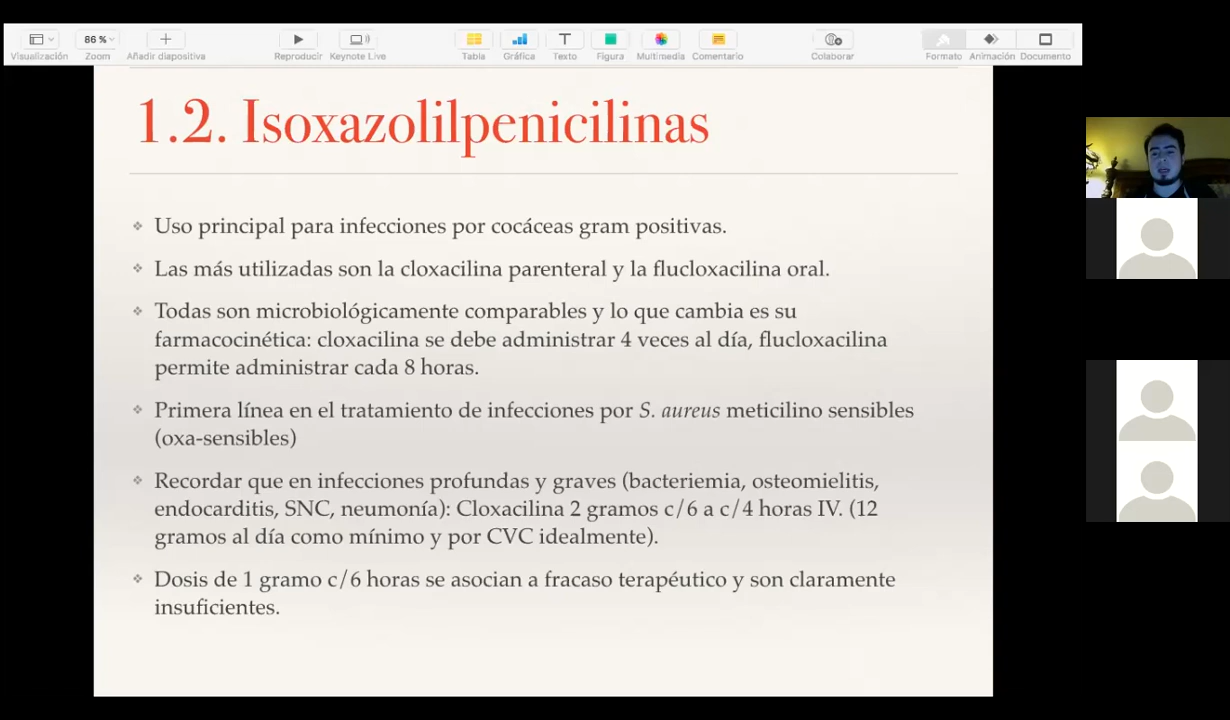 86 %
Visualización
Zoom
Añadir diapositiva
Reproducir
Keynote Live
Tabla
Gráfica
Texto
Figura
Multimedia
Comentario
Colaborar
Formato
Animación
Documento
1.2. Isoxazolilpenicilinas
Uso principal para infecciones por cocáceas gram positivas.
Las más utilizadas son la cloxacilina parenteral y la flucloxacilina oral.
Todas son microbiológicamente comparables y lo que cambia es su
farmacocinética: cloxacilina se debe administrar 4 veces al día, flucloxacilina
permite administrar cada 8 horas.
Primera línea en el tratamiento de infecciones por S. aureus meticilino sensibles
(oxa-sensibles)
Recordar que en infecciones profundas y graves (bacteriemia, osteomielitis,
endocarditis, SNC, neumonía): Cloxacilina 2 gramos c/6 a c/4 horas IV. (12
gramos al día como mínimo y por CVC idealmente).
Dosis de 1 gramo c/6 horas se asocian a fracaso terapéutico y son claramente
insuficientes.